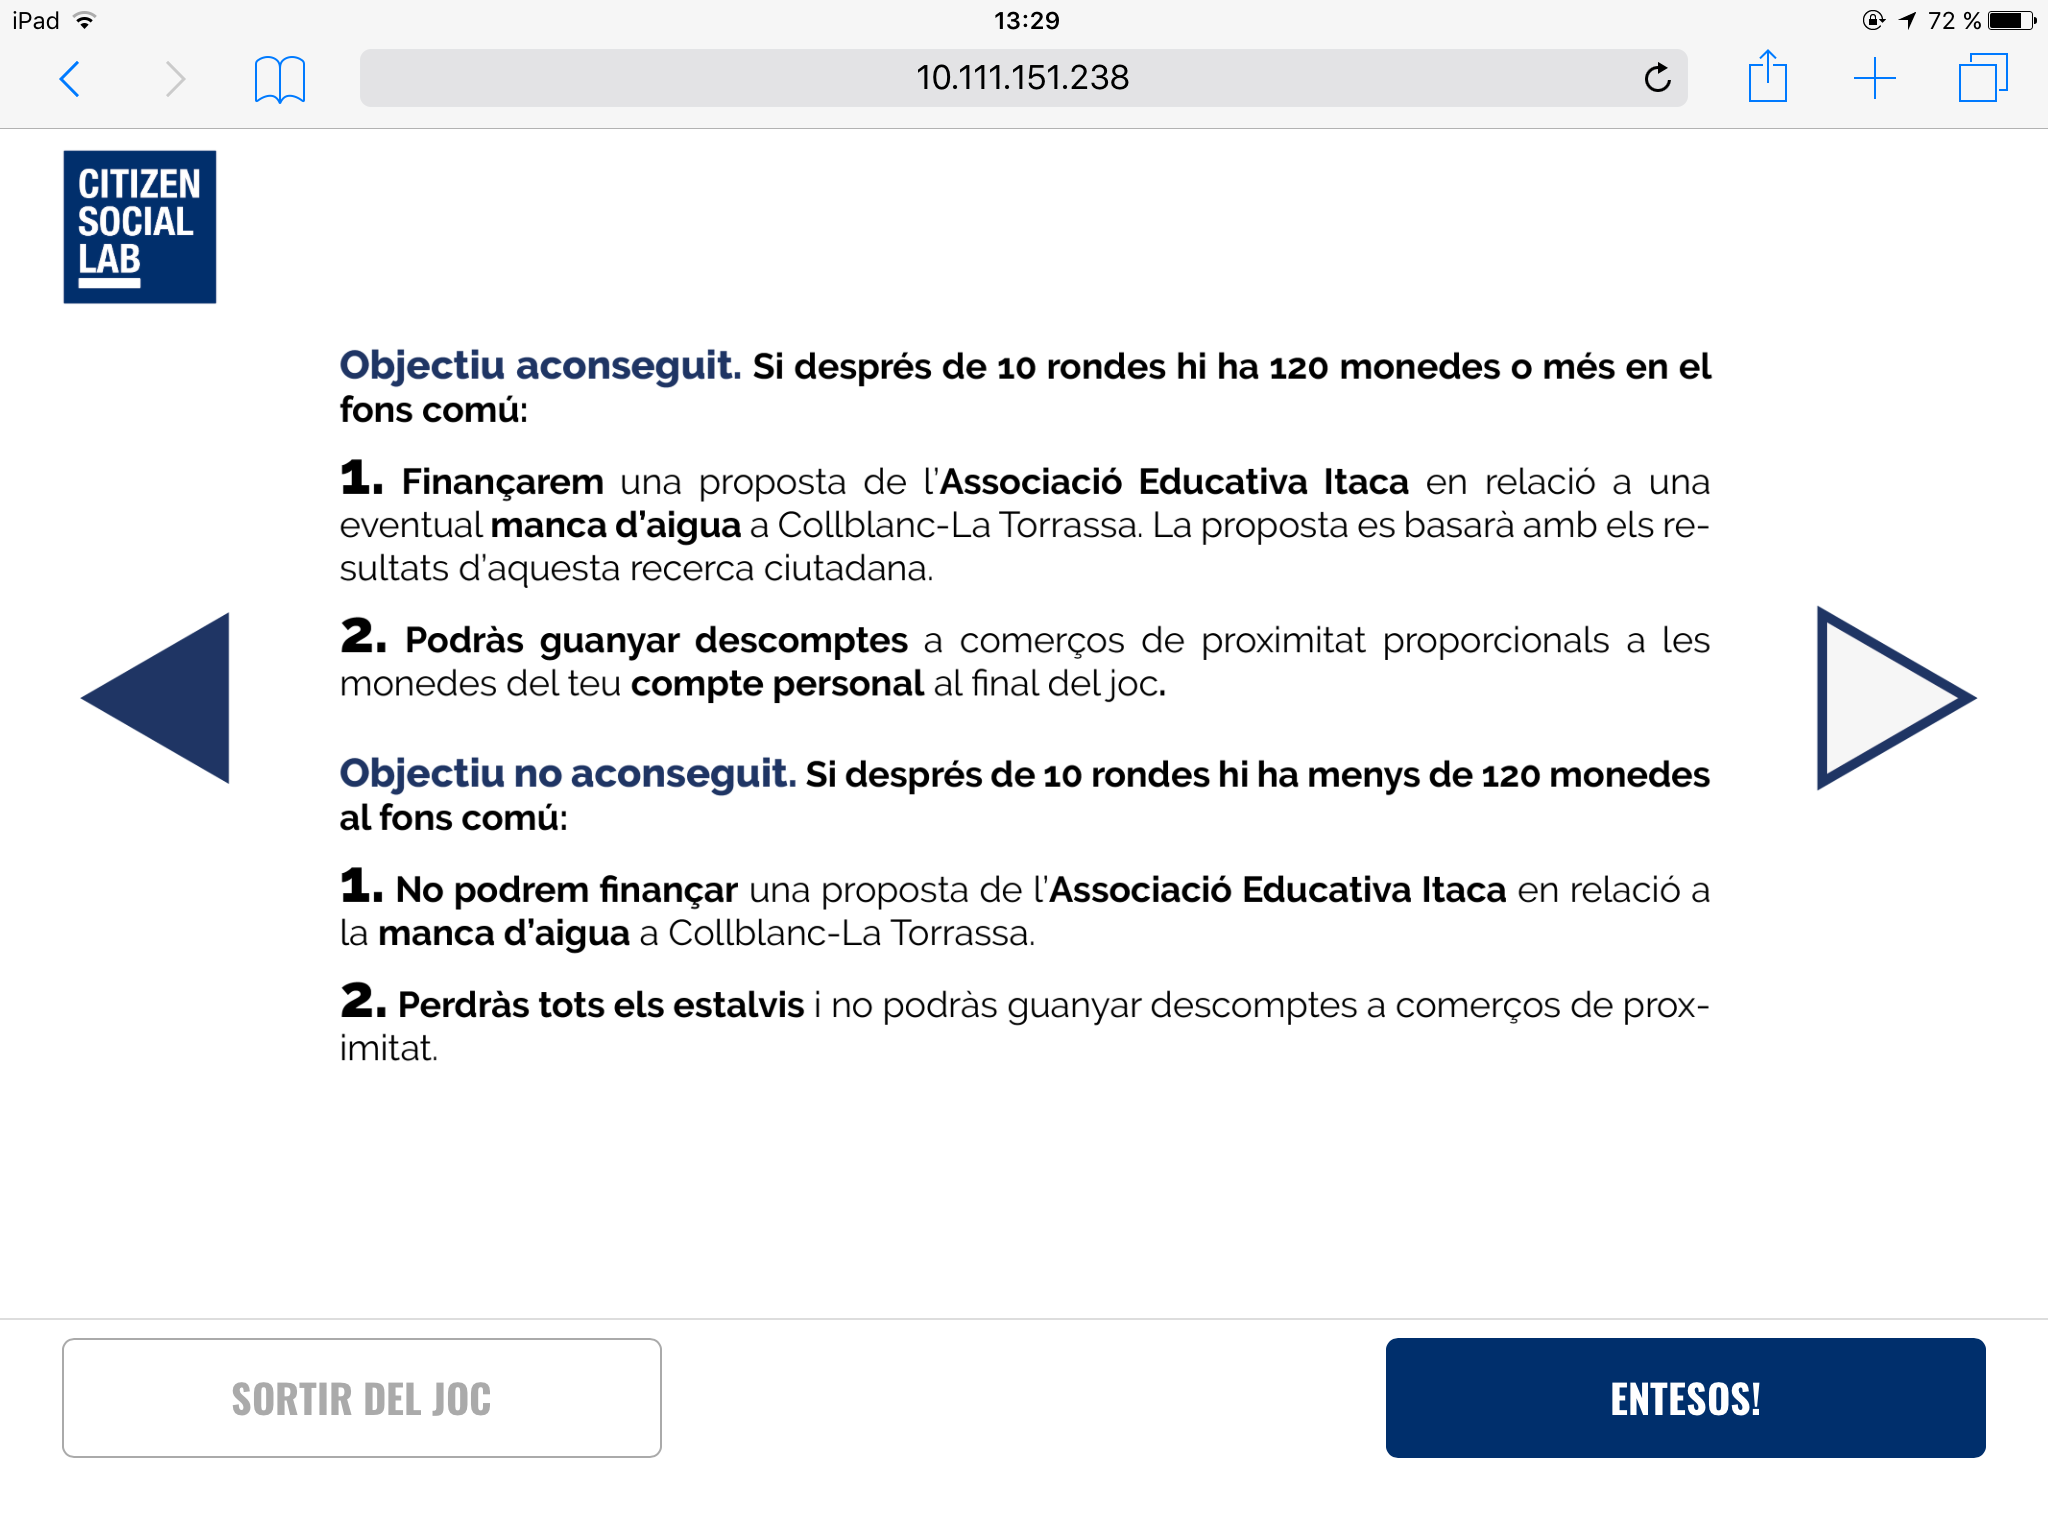 iPad
13:29
72 %
10.111.151.238
CITIZEN
SOCIAL
LAB
Objectiu aconseguit. Si després de 10 rondes hi ha 120 monedes o més en el
fons comú:
1. Finançarem una proposta de l'Associació Educativa Itaca en relació a una
eventual manca d'aigua a Collblanc-La Torrassa. La proposta es basarà amb els re-
sultats d'aquesta recerca ciutadana.
2. Podràs guanyar descomptes a comerços de proximitat proporcionals a les
monedes del teu compte personal al final del joc.
Objectiu no aconseguit. Si després de 10 rondes hi ha menys de 120 monedes
al fons comú:
1. No podrem finançar una proposta de l'Associació Educativa Itaca en relació a
la manca d'aigua a Collblanc-La Torrassa.
2. Perdràs tots els estalvis i no podràs guanyar descomptes a comerços de prox-
imitat.
SORTIR DEL JOC
ENTESOS!